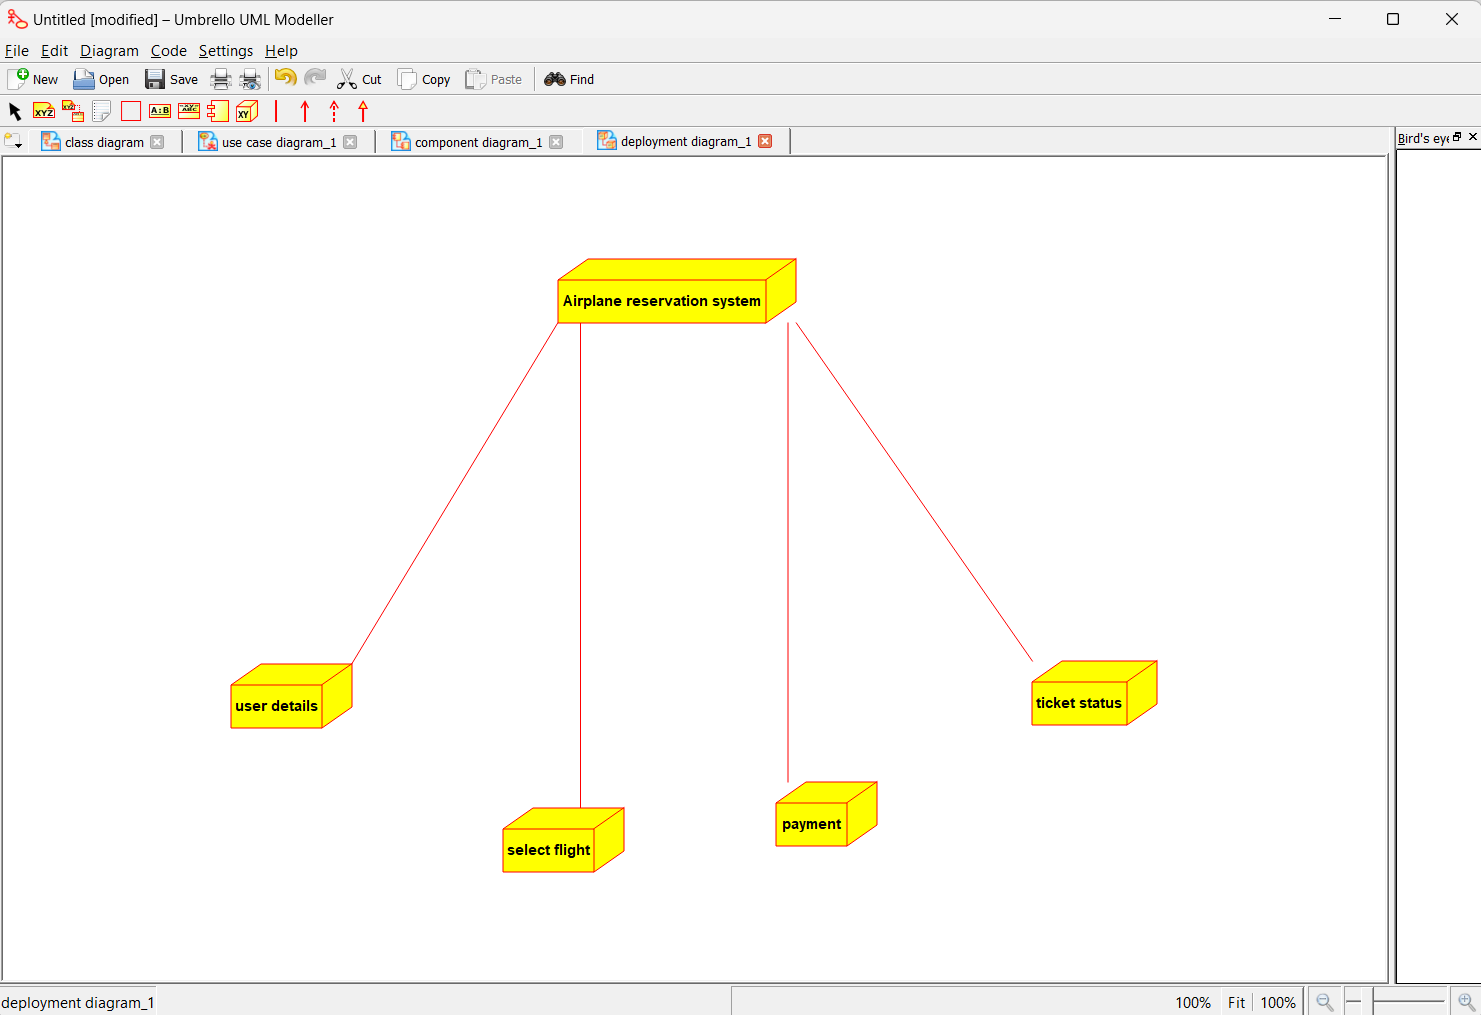 Untitled [modified] – Umbrello UML Modeller
File Edit Diagram Code Settings Help
New Open Save Cut Copy Paste Find
XYZ XYZ A:B XY
class diagram use case diagram_1 component diagram_1 deployment diagram_1 Bird's eye
Airplane reservation system
user details
ticket status
payment
select flight
deployment diagram_1 100% Fit 100%